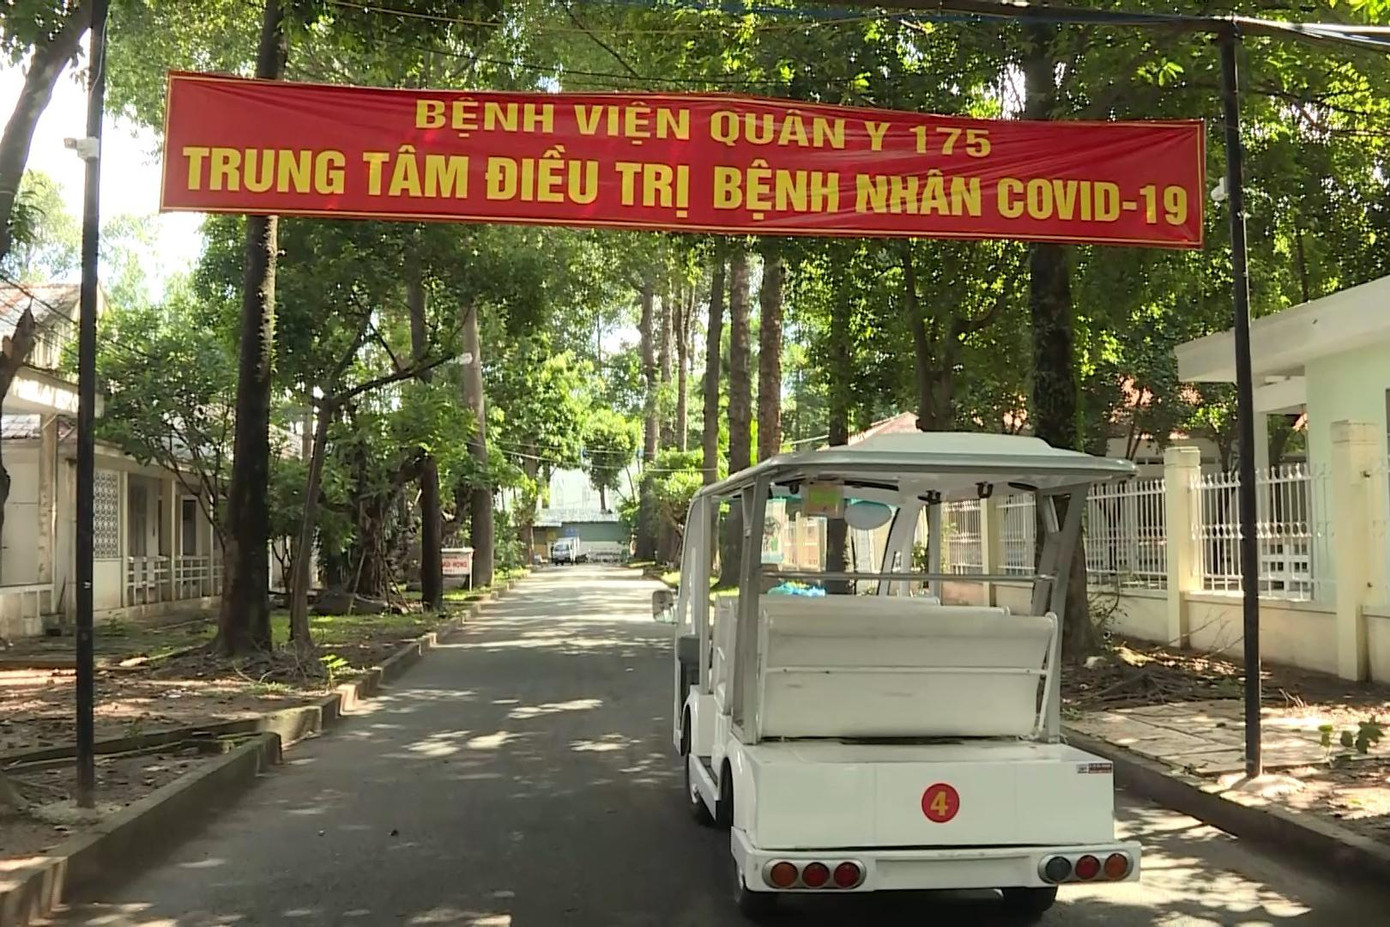 BỆNH VIỆN QUÂN Y 175
TRUNG TÂM ĐIỀU TRỊ BỆNH NHÂN COVID-19
4